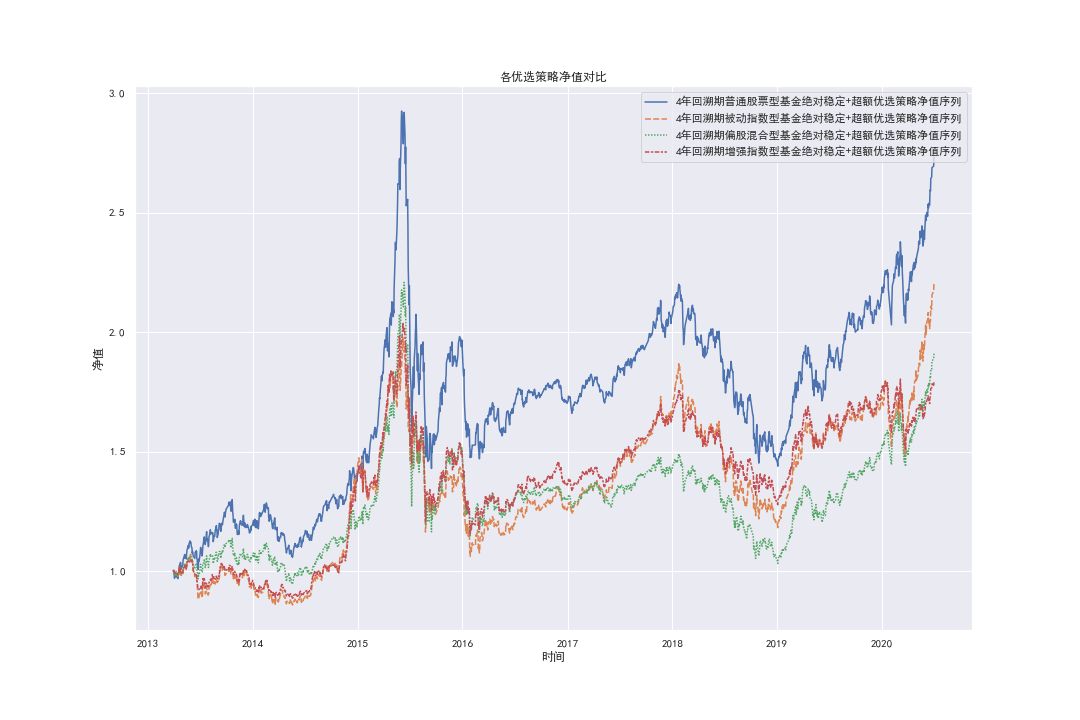 各优选策略净值对比
3.0
2.5
2.0
1.5
1.0
净值
4年回溯期普通股票型基金绝对稳定+超额优选策略净值序列
4年回溯期被动指数型基金绝对稳定+超额优选策略净值序列
4年回溯期偏股混合型基金绝对稳定+超额优选策略净值序列
4年回溯期增强指数型基金绝对稳定+超额优选策略净值序列
2013 2014 2015 2016 2017 2018 2019 2020
时间